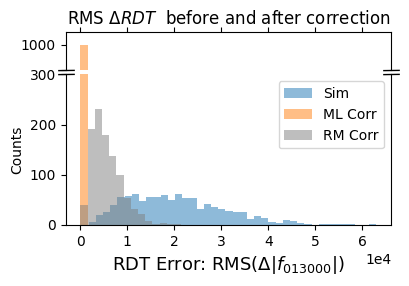 RMS ΔRDT before and after correction
1000
300
200
100
0
Counts
Sim
ML Corr
RM Corr
0 1 2 3 4 5 6
1e4
RDT Error: RMS(Δ|f₀₁₃₀₀₀|)